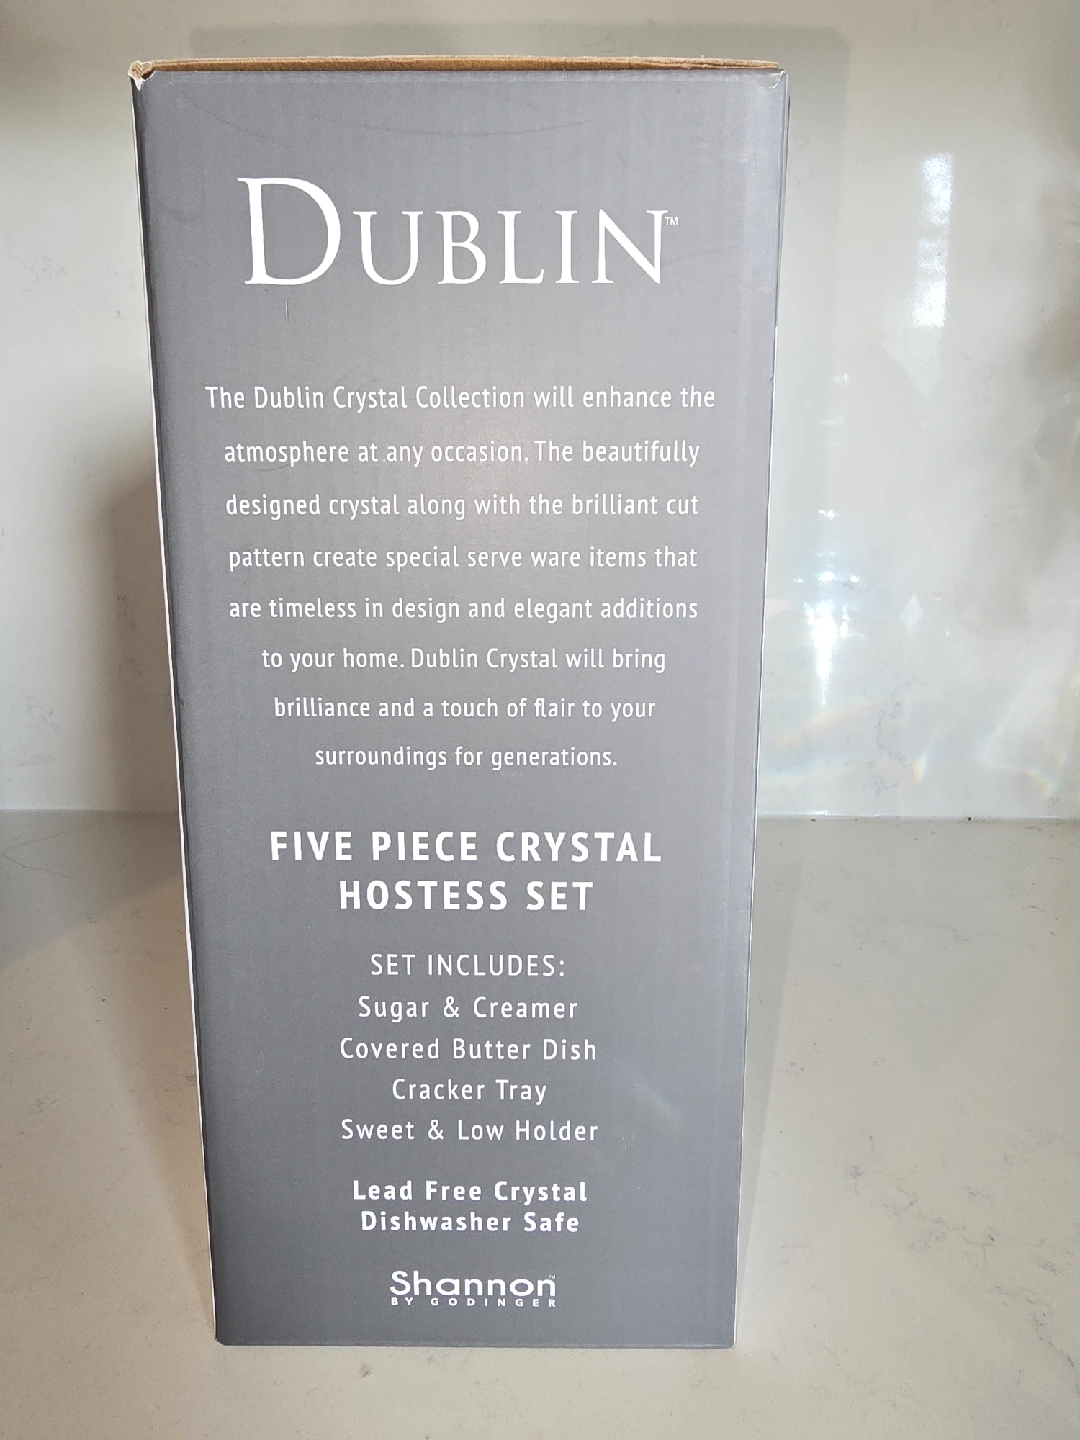 DUBLIN™
The Dublin Crystal Collection will enhance the
atmosphere at any occasion. The beautifully
designed crystal along with the brilliant cut
pattern create special serve ware items that
are timeless in design and elegant additions
to your home. Dublin Crystal will bring
brilliance and a touch of flair to your
surroundings for generations.
FIVE PIECE CRYSTAL
HOSTESS SET
SET INCLUDES:
Sugar & Creamer
Covered Butter Dish
Cracker Tray
Sweet & Low Holder
Lead Free Crystal
Dishwasher Safe
Shannon™
BY GODINGER